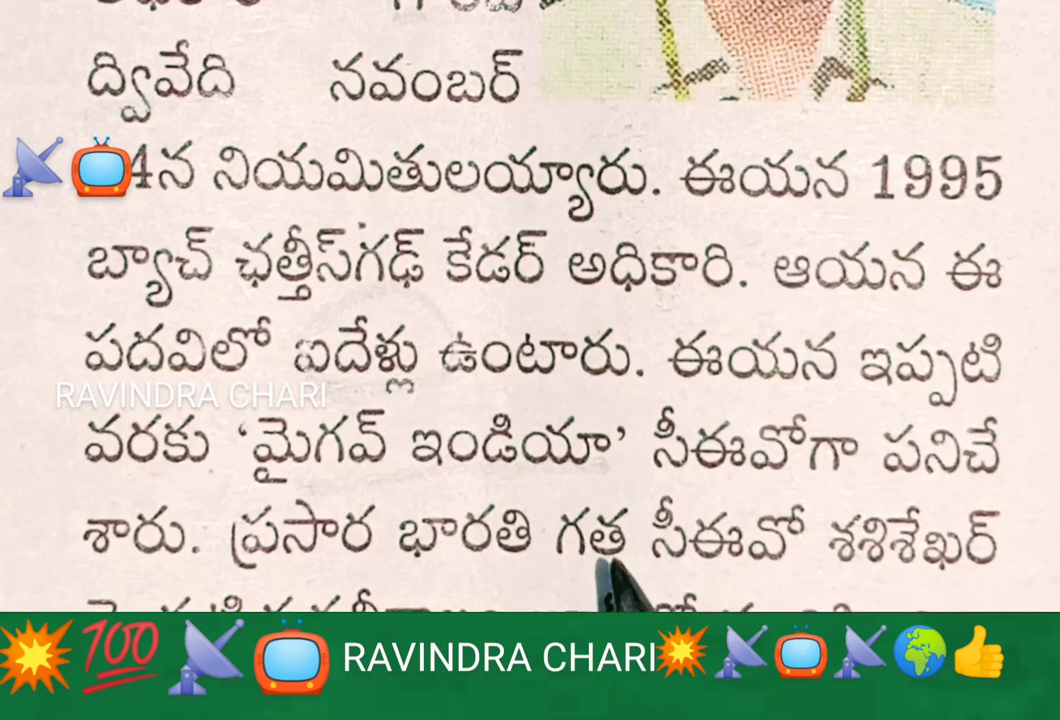 ద్వివేది నవంబర్
4న నియమితులయ్యారు. ఈయన 1995
బ్యాచ్ ఛత్తీస్‌గఢ్ కేడర్ అధికారి. ఆయన ఈ
పదవిలో ఐదేళ్లు ఉంటారు. ఈయన ఇప్పటి
RAVINDRA CHARI
వరకు ‘మైగవ్ ఇండియా’ సీఈవోగా పనిచే
శారు. ప్రసార భారతి గత సీఈవో శశిశేఖర్
RAVINDRA CHARI